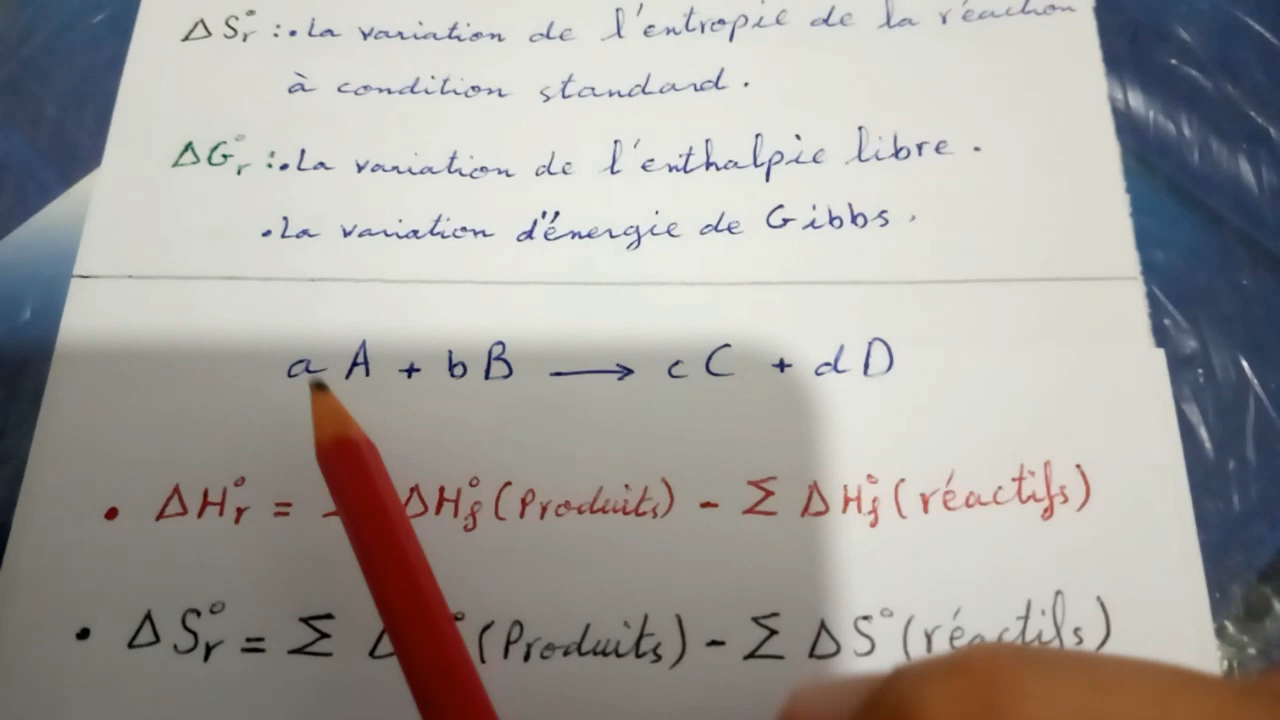 ΔS°r : • La variation de l'entropie de la réaction
à condition standard.
ΔG°r : • La variation de l'enthalpie libre.
• La variation d'énergie de Gibbs.
a A + b B → c C + d D
• ΔH°r = ΔH°f (Produits) - Σ ΔH°f (réactifs)
• ΔS°r = Σ Δ ° (Produits) - Σ ΔS° (réactifs)